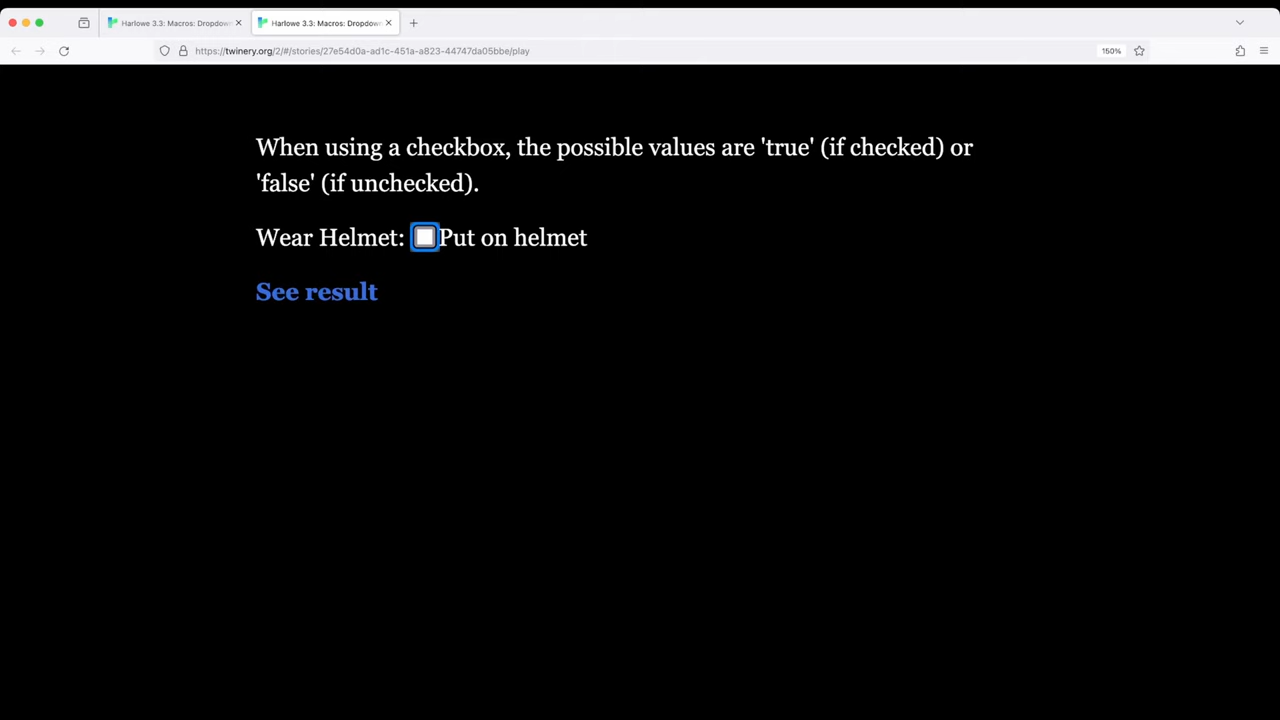 Harlowe 3.3: Macros: Dropdown
Harlowe 3.3: Macros: Dropdown
https://twinery.org/2/#/stories/27e54d0a-ad1c-451a-a823-44747da05bbe/play
150%
When using a checkbox, the possible values are 'true' (if checked) or
'false' (if unchecked).
Wear Helmet: Put on helmet
See result